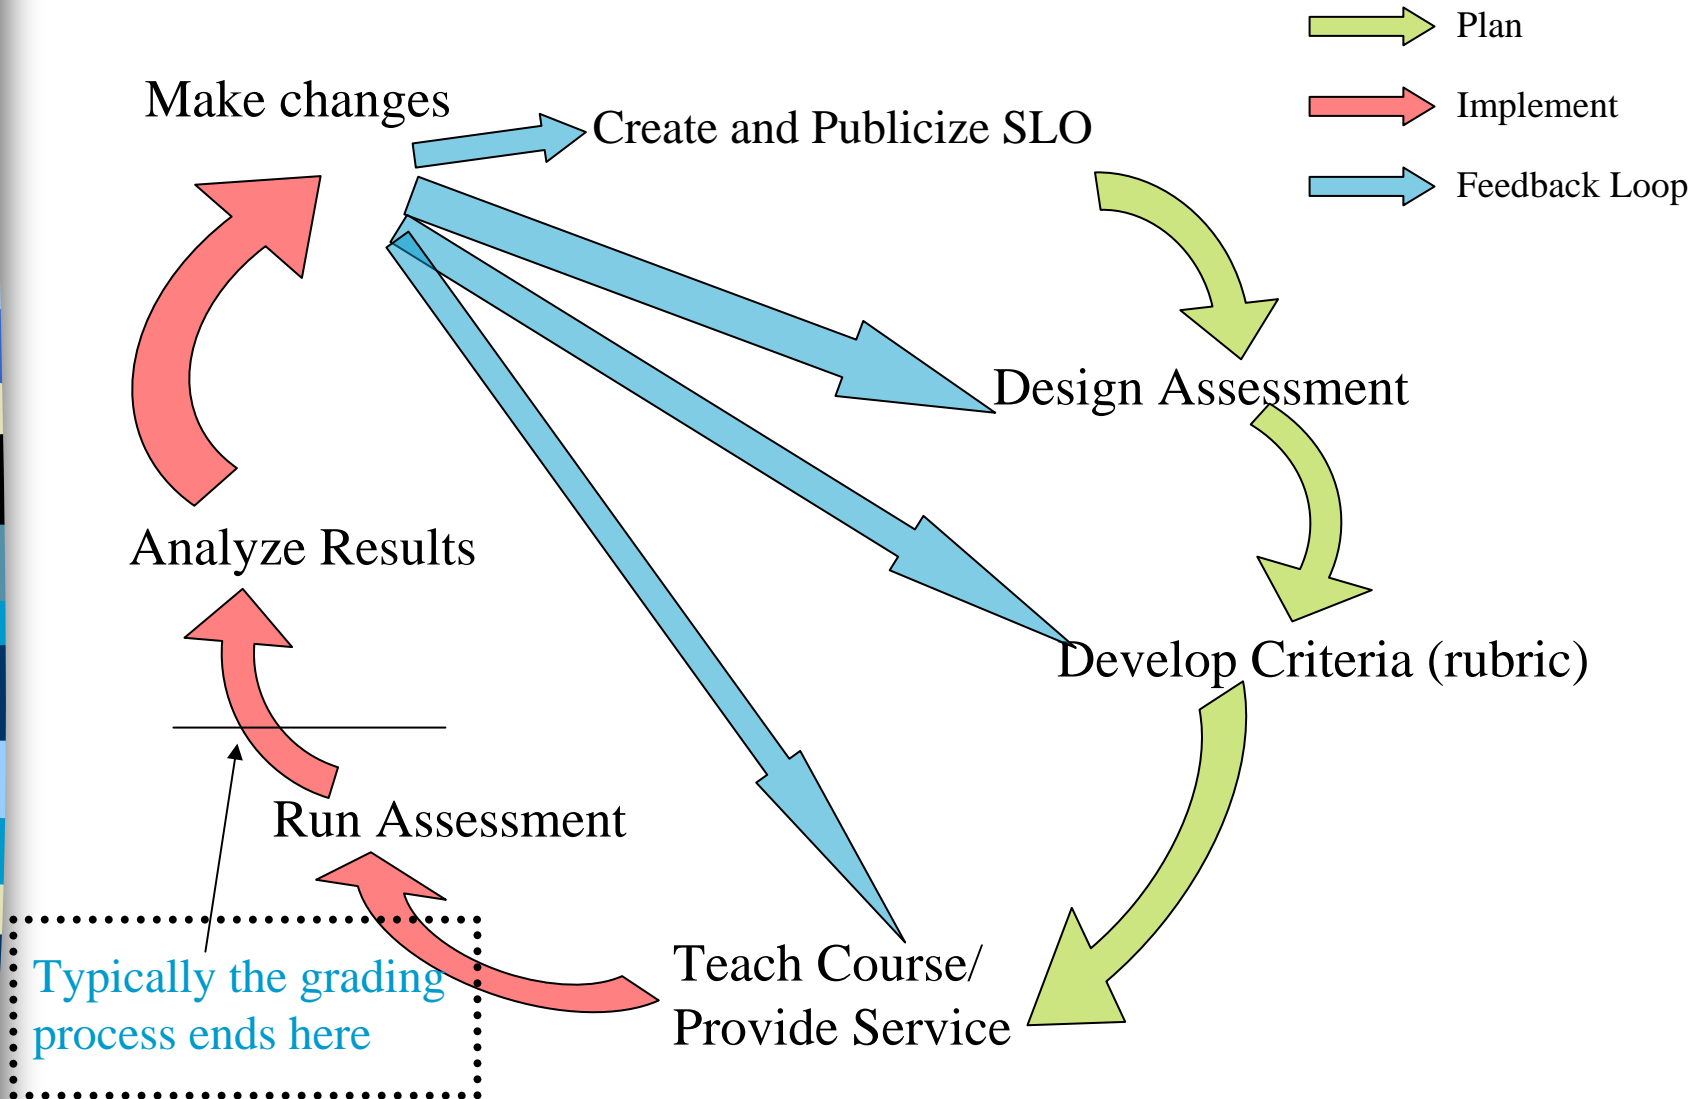 Plan
Make changes
Create and Publicize SLO
Implement
Feedback Loop
Design Assessment
Analyze Results
Develop Criteria (rubric)
Run Assessment
Teach Course/
Provide Service
Typically the grading
process ends here